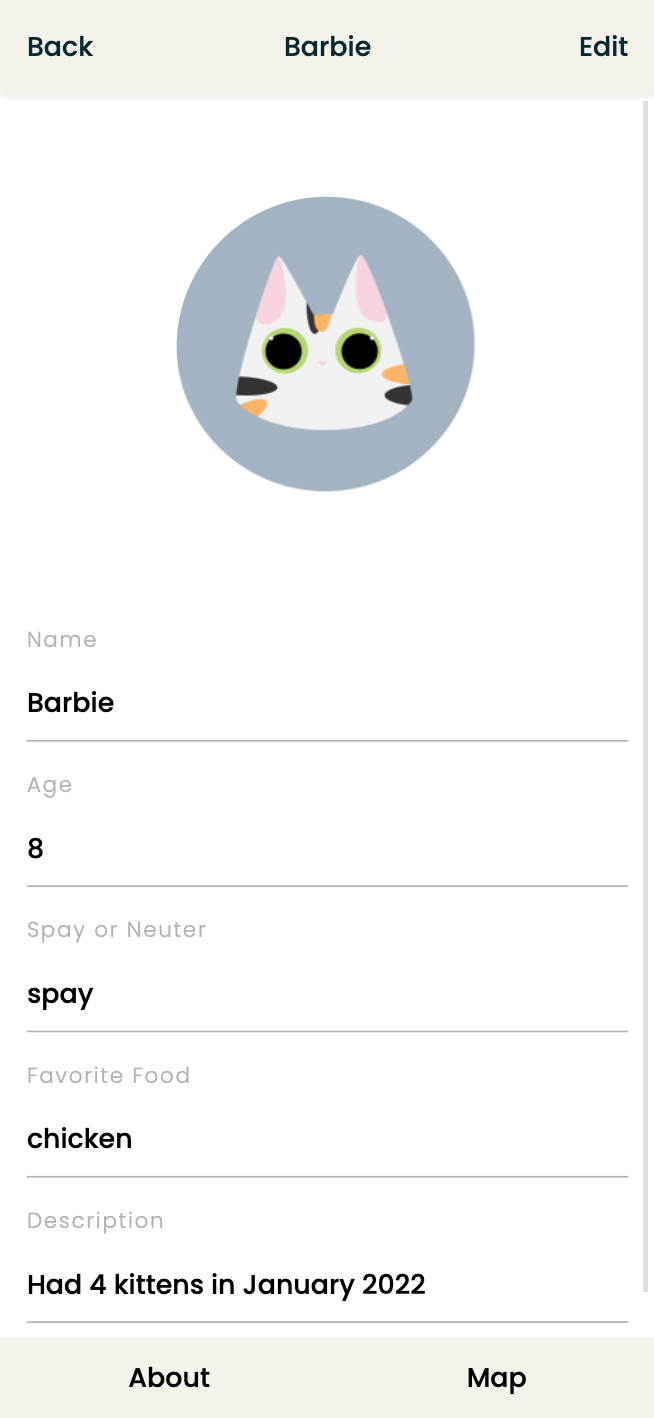 Back Barbie Edit
Name
Barbie
Age
8
Spay or Neuter
spay
Favorite Food
chicken
Description
Had 4 kittens in January 2022
About Map